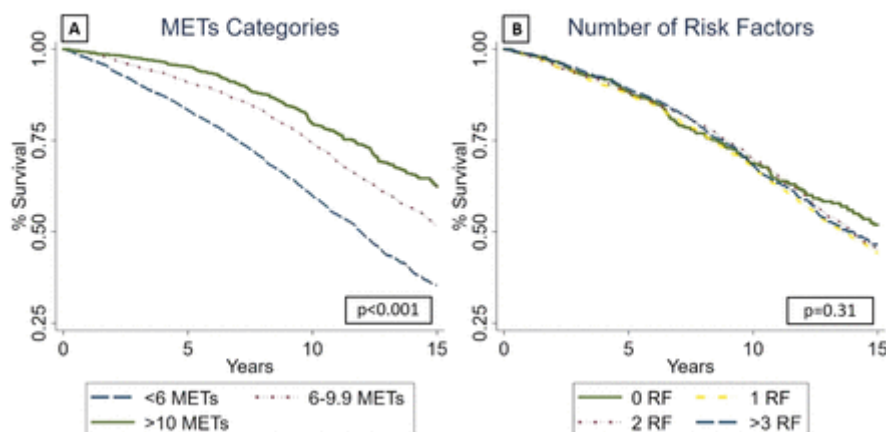 A METs Categories
% Survival
1.00
0.75
0.50
0.25
p<0.001
0 5 10 15
Years
<6 METs 6-9.9 METs
>10 METs
B Number of Risk Factors
% Survival
1.00
0.75
0.50
0.25
p=0.31
0 5 10 15
Years
0 RF 1 RF
2 RF >3 RF